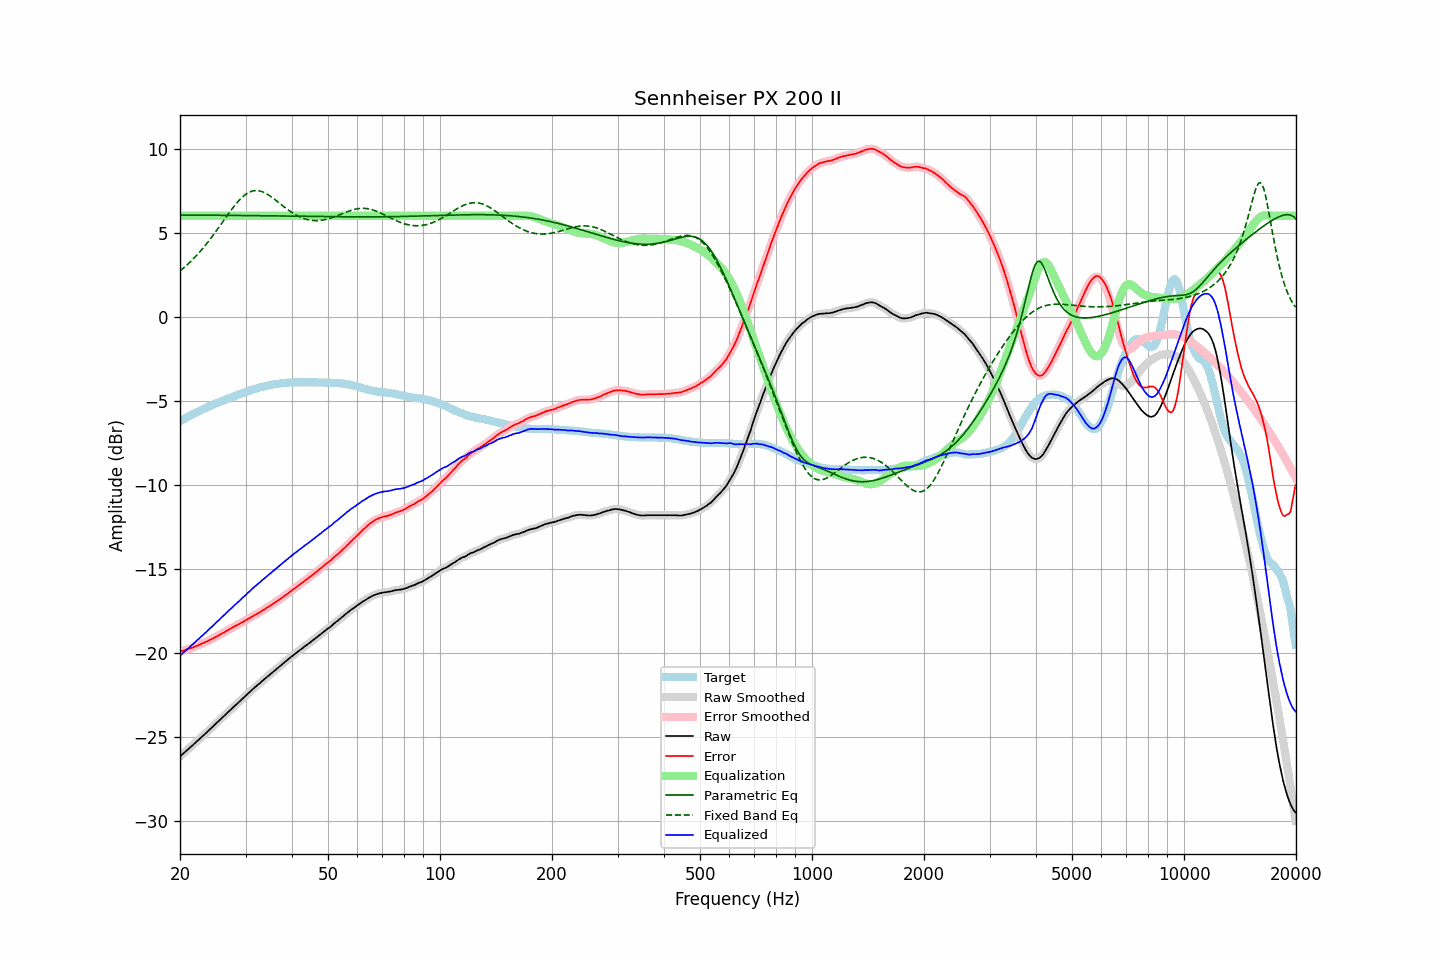 Sennheiser PX 200 II
Amplitude (dBr)
10
5
0
−5
−10
−15
−20
−25
−30
Target
Raw Smoothed
Error Smoothed
Raw
Error
Equalization
Parametric Eq
Fixed Band Eq
Equalized
20 50 100 200 500 1000 2000 5000 10000 20000
Frequency (Hz)